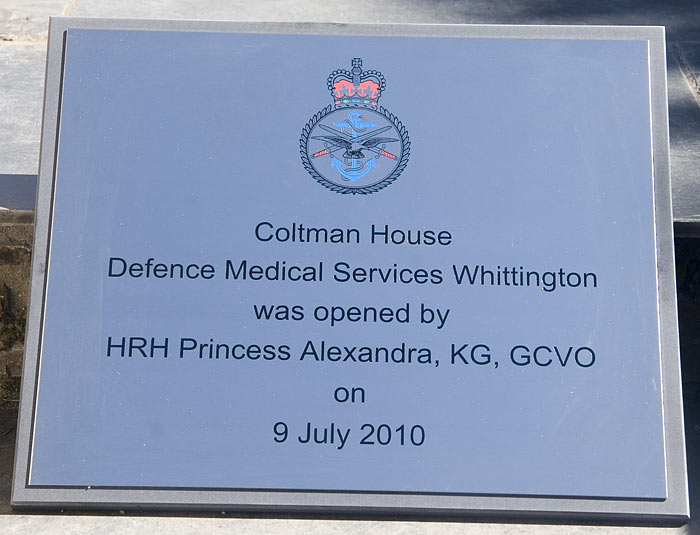 Coltman House
Defence Medical Services Whittington
was opened by
HRH Princess Alexandra, KG, GCVO
on
9 July 2010